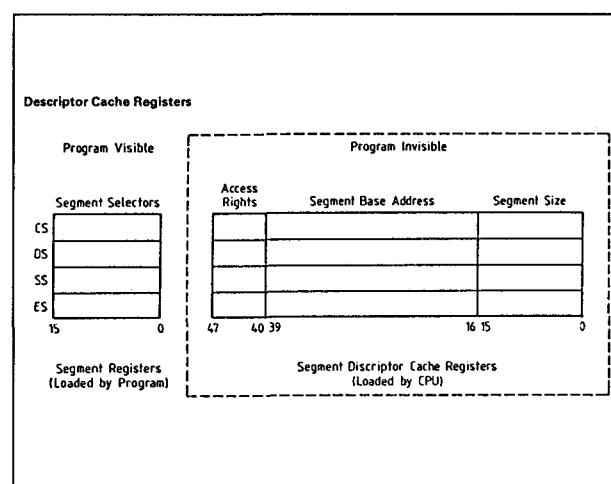 Descriptor Cache Registers
Program Visible
Program Invisible
Segment Selectors
Access
Rights
Segment Base Address
Segment Size
CS
DS
SS
ES
15 0
47 40 39 16 15 0
Segment Registers
(Loaded by Program)
Segment Discriptor Cache Registers
(Loaded by CPU)